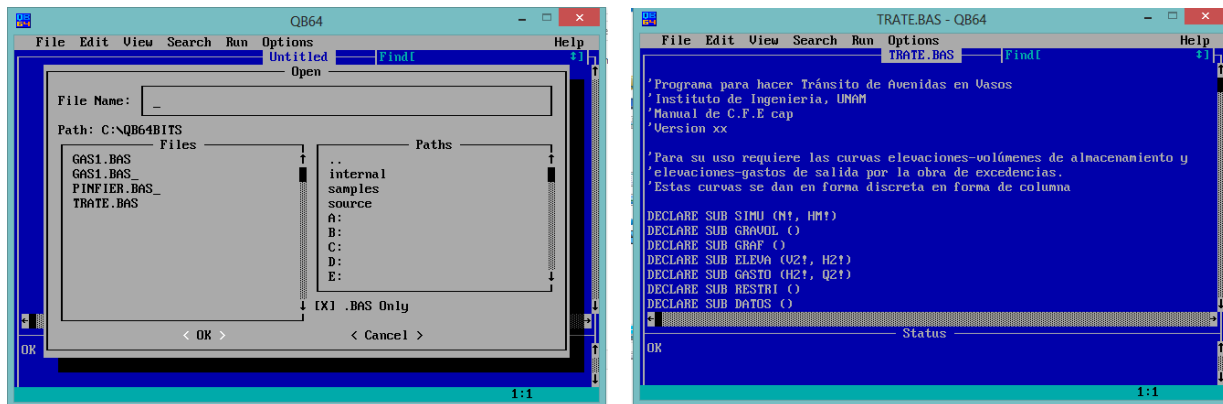 QB64
File Edit View Search Run Options Help
Untitled Find[
Open
File Name: _
Path: C:\QB64BITS
Files
GAS1.BAS
GAS1.BAS_
PINFIER.BAS_
TRATE.BAS
Paths
..
internal
samples
source
A:
B:
C:
D:
E:
[X] .BAS Only
< OK > < Cancel >
OK
1:1
TRATE.BAS - QB64
File Edit View Search Run Options Help
TRATE.BAS Find[
'Programa para hacer Tránsito de Avenidas en Vasos
'Instituto de Ingenieria, UNAM
'Manual de C.F.E cap
'Version xx
'Para su uso requiere las curvas elevaciones-volúmenes de almacenamiento y
'elevaciones-gastos de salida por la obra de excedencias.
'Estas curvas se dan en forma discreta en forma de columna
DECLARE SUB SIMU (N!, HM!)
DECLARE SUB GRAVOL ()
DECLARE SUB GRAF ()
DECLARE SUB ELEVA (V2!, H2!)
DECLARE SUB GASTO (H2!, Q2!)
DECLARE SUB RESTRI ()
DECLARE SUB DATOS ()
Status
OK
1:1